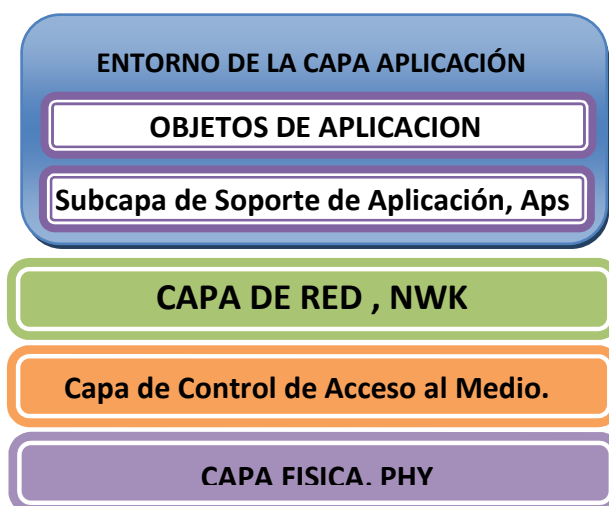 ENTORNO DE LA CAPA APLICACIÓN
OBJETOS DE APLICACION
Subcapa de Soporte de Aplicación, Aps
CAPA DE RED , NWK
Capa de Control de Acceso al Medio.
CAPA FISICA. PHY